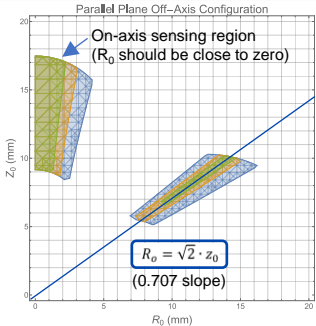 Parallel Plane Off-Axis Configuration
20
On-axis sensing region
(R₀ should be close to zero)
15
Z₀ (mm)
10
5
R₀ = √2 · z₀
(0.707 slope)
0
0 5 10 15 20
R₀ (mm)